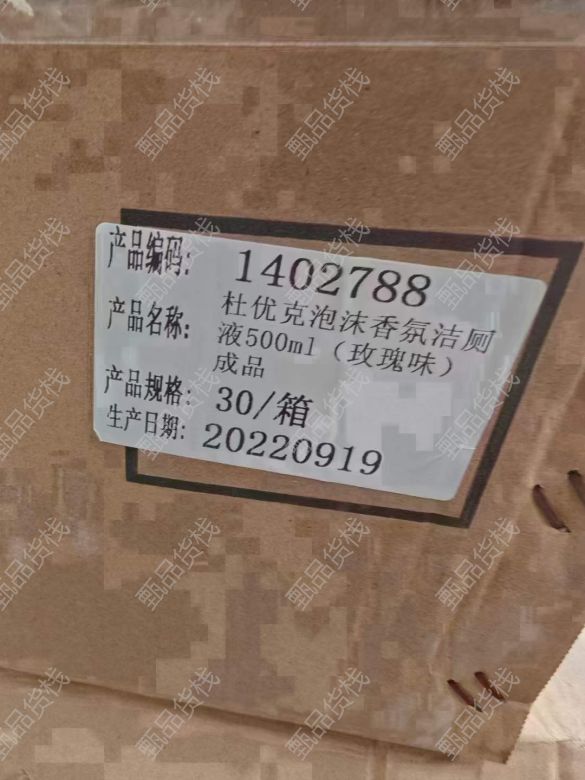 产品编码: 1402788
产品名称: 杜优克泡沫香氛洁厕
液500ml（玫瑰味）
成品
产品规格: 30/箱
生产日期: 20220919
甄品货栈